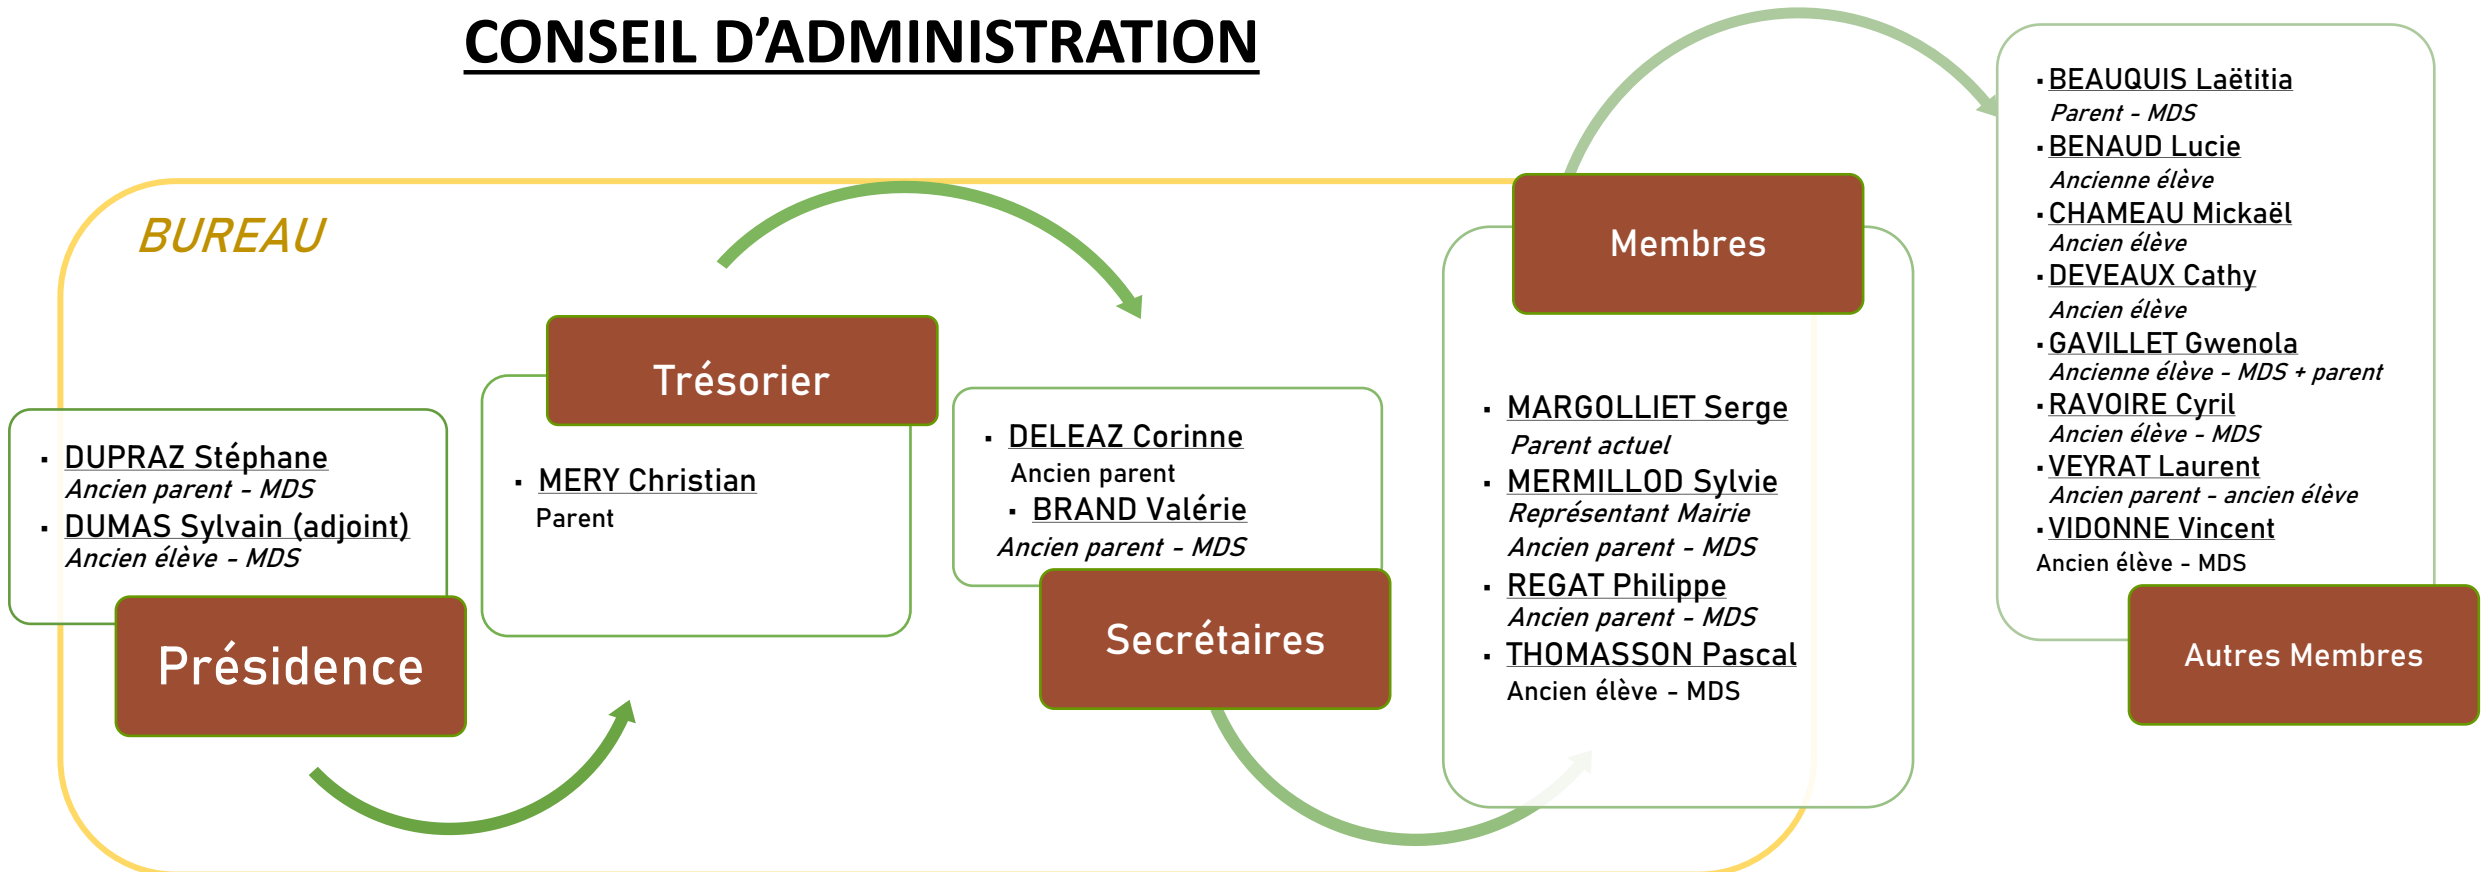 CONSEIL D’ADMINISTRATION
BUREAU
▪ DUPRAZ Stéphane
Ancien parent – MDS
▪ DUMAS Sylvain (adjoint)
Ancien élève – MDS
Présidence
Trésorier
▪ MERY Christian
Parent
▪ DELEAZ Corinne
Ancien parent
▪ BRAND Valérie
Ancien parent – MDS
Secrétaires
Membres
▪ MARGOLLIET Serge
Parent actuel
▪ MERMILLOD Sylvie
Représentant Mairie
Ancien parent – MDS
▪ REGAT Philippe
Ancien parent – MDS
▪ THOMASSON Pascal
Ancien élève – MDS
▪ BEAUQUIS Laëtitia
Parent – MDS
▪ BENAUD Lucie
Ancienne élève
▪ CHAMEAU Mickaël
Ancien élève
▪ DEVEAUX Cathy
Ancien élève
▪ GAVILLET Gwenola
Ancienne élève – MDS + parent
▪ RAVOIRE Cyril
Ancien élève – MDS
▪ VEYRAT Laurent
Ancien parent – ancien élève
▪ VIDONNE Vincent
Ancien élève – MDS
Autres Membres